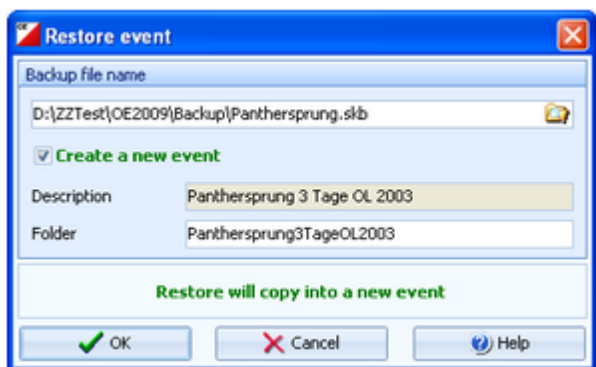 OE
Restore event
Backup file name
D:\ZZTest\OE2009\Backup\Panthersprung.skb
Create a new event
Description Panthersprung 3 Tage OL 2003
Folder Panthersprung3TageOL2003
Restore will copy into a new event
OK Cancel Help